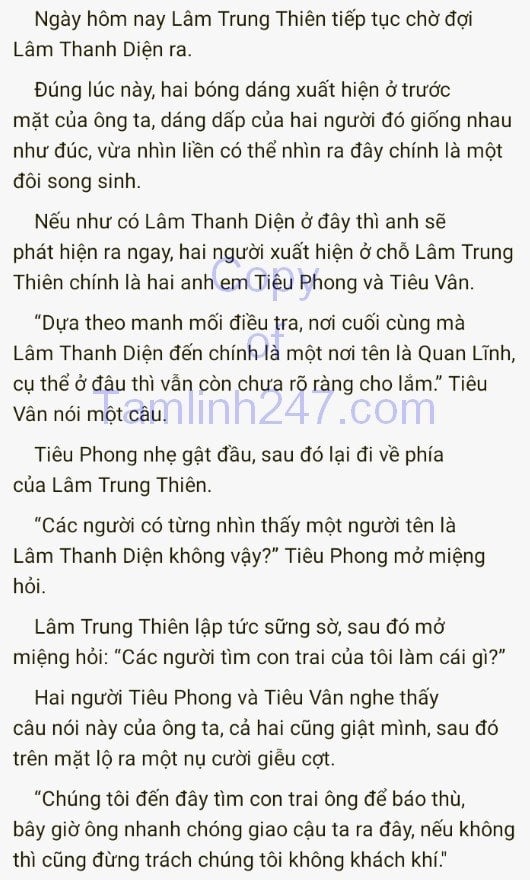 Ngày hôm nay Lâm Trung Thiên tiếp tục chờ đợi
Lâm Thanh Diện ra.
Đúng lúc này, hai bóng dáng xuất hiện ở trước
mặt của ông ta, dáng dấp của hai người đó giống nhau
như đúc, vừa nhìn liền có thể nhìn ra đây chính là một
đôi song sinh.
Nếu như có Lâm Thanh Diện ở đây thì anh sẽ
phát hiện ra ngay, hai người xuất hiện ở chỗ Lâm Trung
Thiên chính là hai anh em Tiêu Phong và Tiêu Vân.
Copy
“Dựa theo manh mối điều tra, nơi cuối cùng mà
Lâm Thanh Diện đến chính là một nơi tên là Quan Lĩnh,
of
cụ thể ở đâu thì vẫn còn chưa rõ ràng cho lắm.” Tiêu
Vân nói một câu.
Tamlinh247.com
Tiêu Phong nhẹ gật đầu, sau đó lại đi về phía
của Lâm Trung Thiên.
“Các người có từng nhìn thấy một người tên là
Lâm Thanh Diện không vậy?” Tiêu Phong mở miệng
hỏi.
Lâm Trung Thiên lập tức sững sờ, sau đó mở
miệng hỏi: “Các người tìm con trai của tôi làm cái gì?”
Hai người Tiêu Phong và Tiêu Vân nghe thấy
câu nói này của ông ta, cả hai cũng giật mình, sau đó
trên mặt lộ ra một nụ cười giễu cợt.
“Chúng tôi đến đây tìm con trai ông để báo thù,
bây giờ ông nhanh chóng giao cậu ta ra đây, nếu không
thì cũng đừng trách chúng tôi không khách khí."